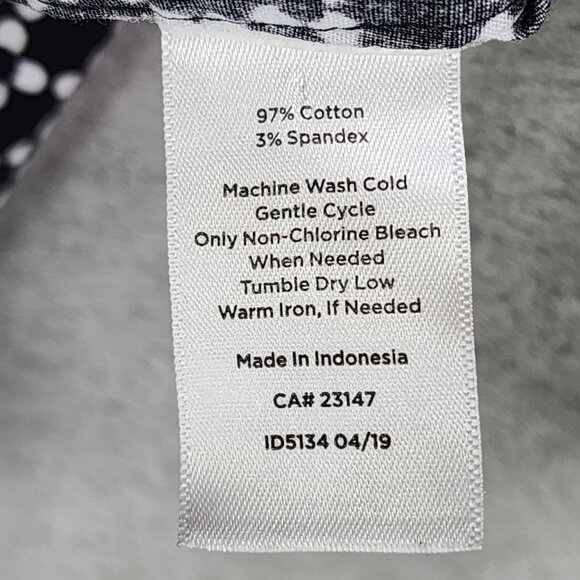 97% Cotton
3% Spandex
Machine Wash Cold
Gentle Cycle
Only Non-Chlorine Bleach
When Needed
Tumble Dry Low
Warm Iron, If Needed
Made In Indonesia
CA# 23147
ID5134 04/19